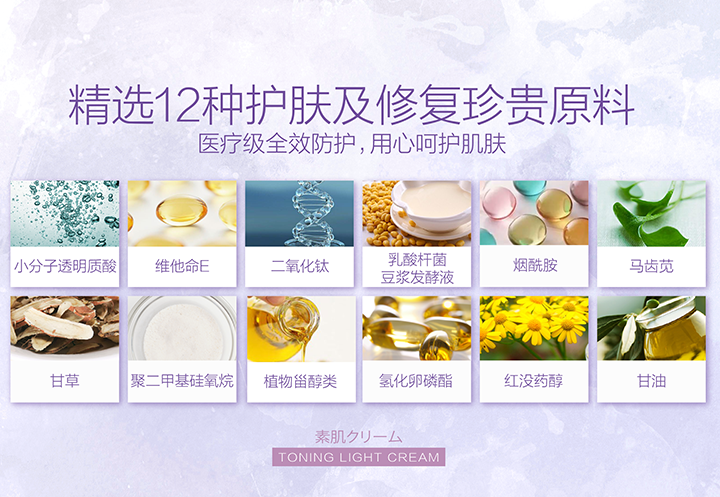 精选12种护肤及修复珍贵原料
医疗级全效防护，用心呵护肌肤
小分子透明质酸
维他命E
二氧化钛
乳酸杆菌
豆浆发酵液
烟酰胺
马齿苋
甘草
聚二甲基硅氧烷
植物甾醇类
氢化卵磷酯
红没药醇
甘油
素肌クリーム
TONING LIGHT CREAM